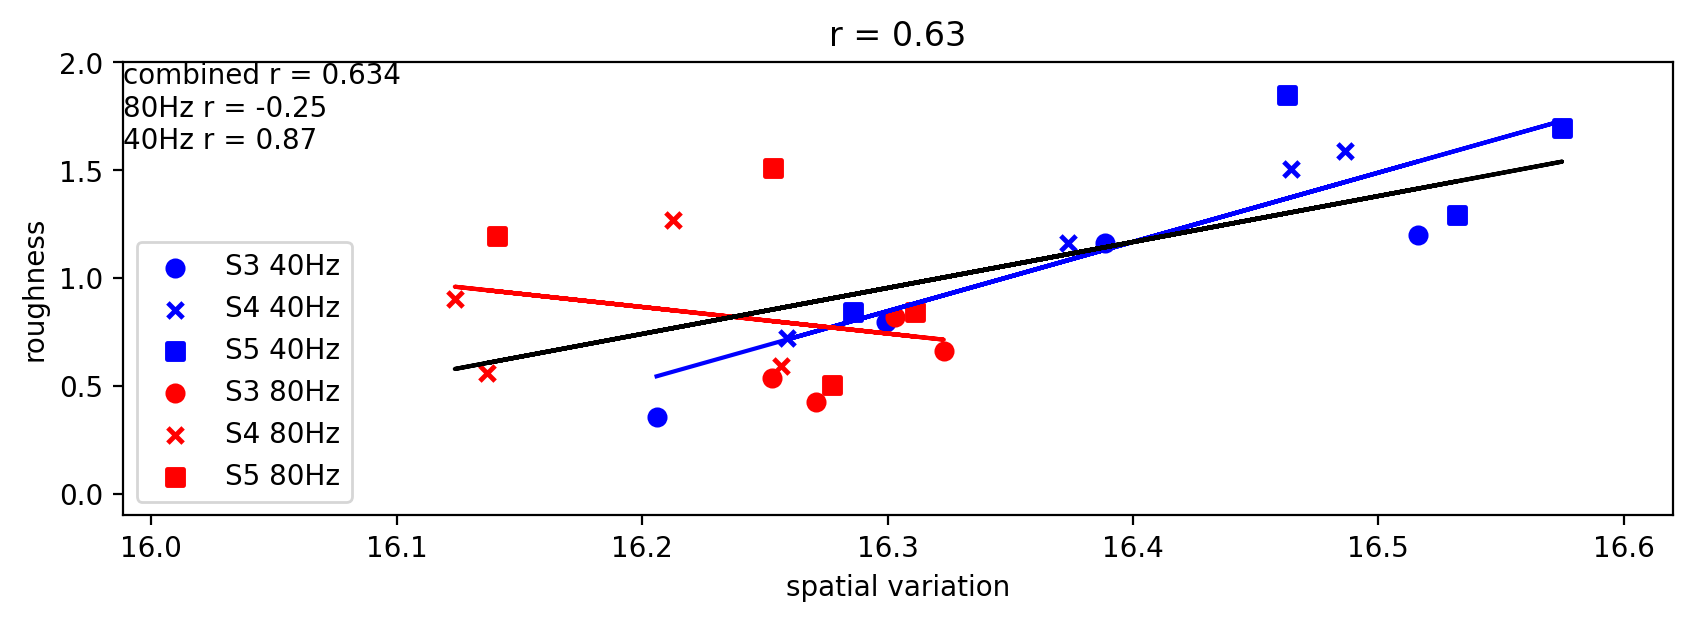 r = 0.63
combined r = 0.634
80Hz r = -0.25
40Hz r = 0.87
2.0
1.5
1.0
0.5
0.0
roughness
S3 40Hz
S4 40Hz
S5 40Hz
S3 80Hz
S4 80Hz
S5 80Hz
16.0 16.1 16.2 16.3 16.4 16.5 16.6
spatial variation